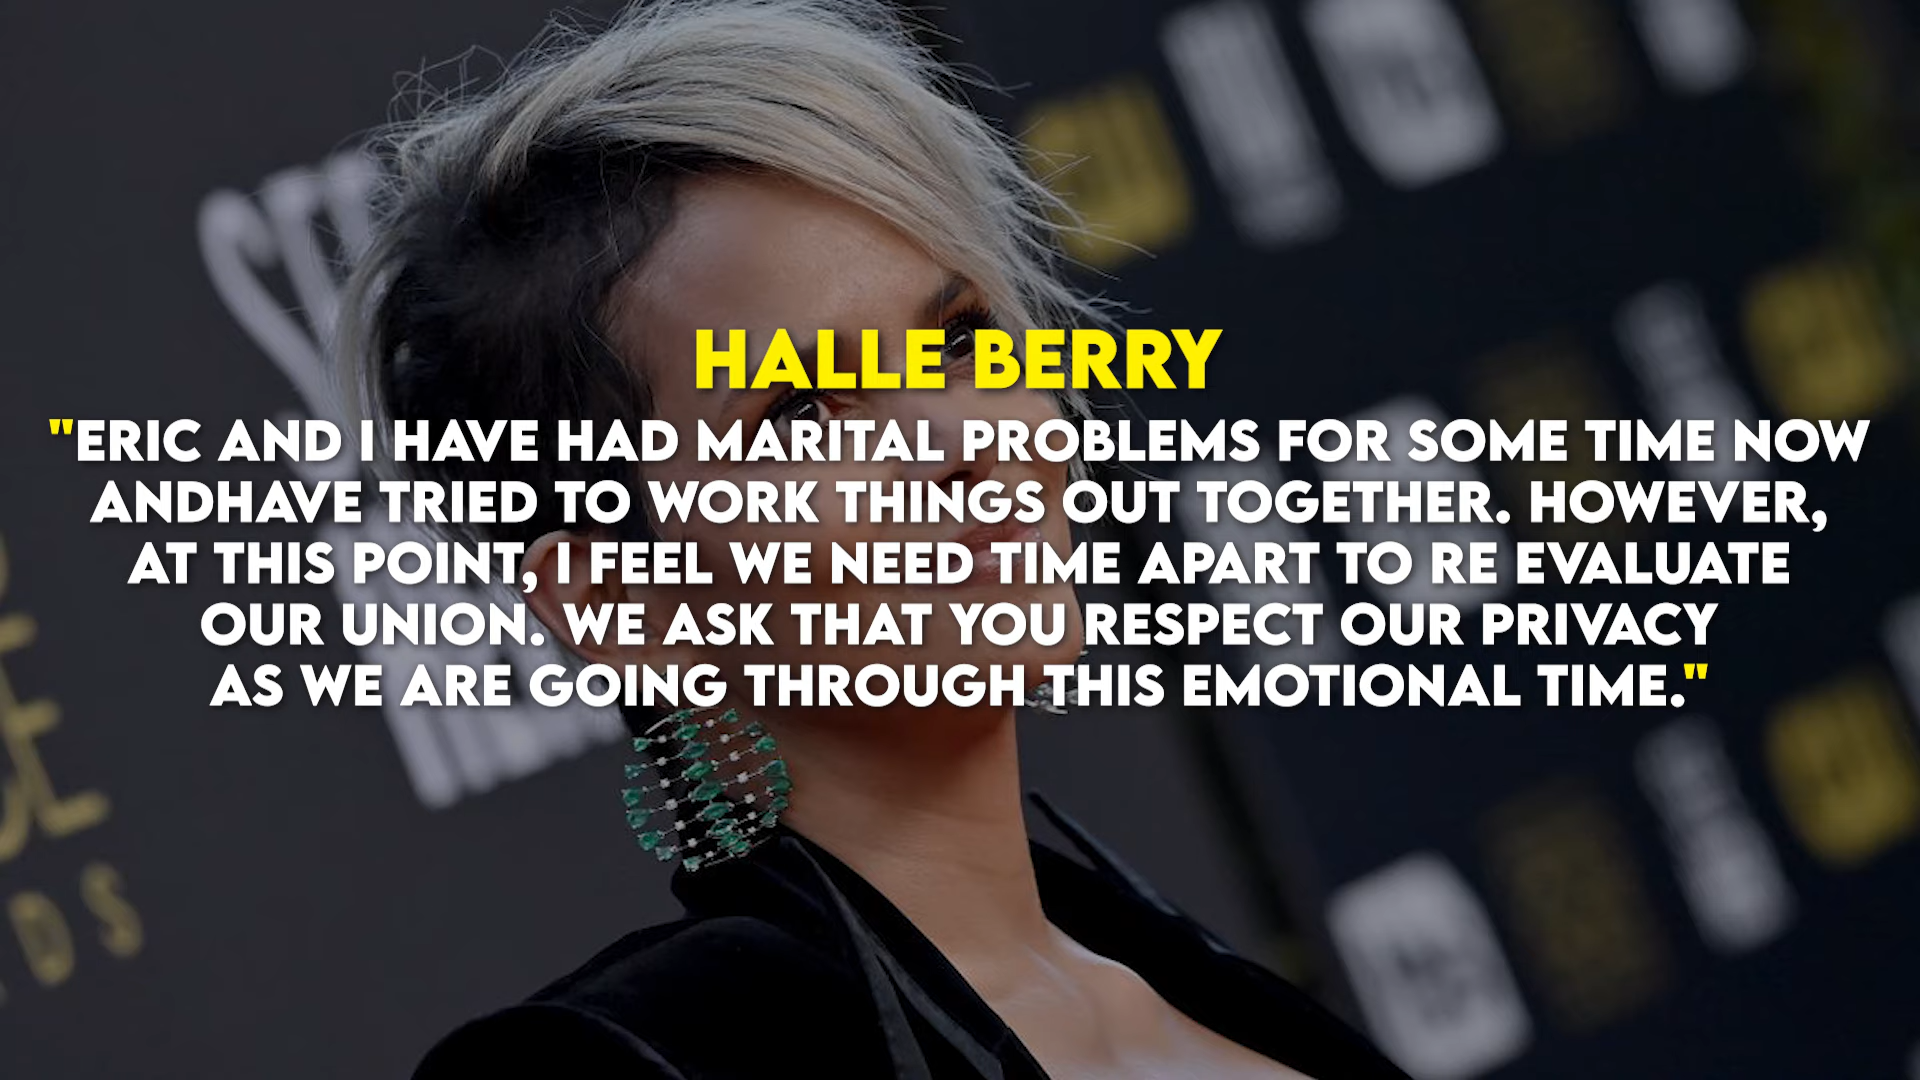 HALLE BERRY
"ERIC AND I HAVE HAD MARITAL PROBLEMS FOR SOME TIME NOW
ANDHAVE TRIED TO WORK THINGS OUT TOGETHER. HOWEVER,
AT THIS POINT, I FEEL WE NEED TIME APART TO RE EVALUATE
OUR UNION. WE ASK THAT YOU RESPECT OUR PRIVACY
AS WE ARE GOING THROUGH THIS EMOTIONAL TIME."